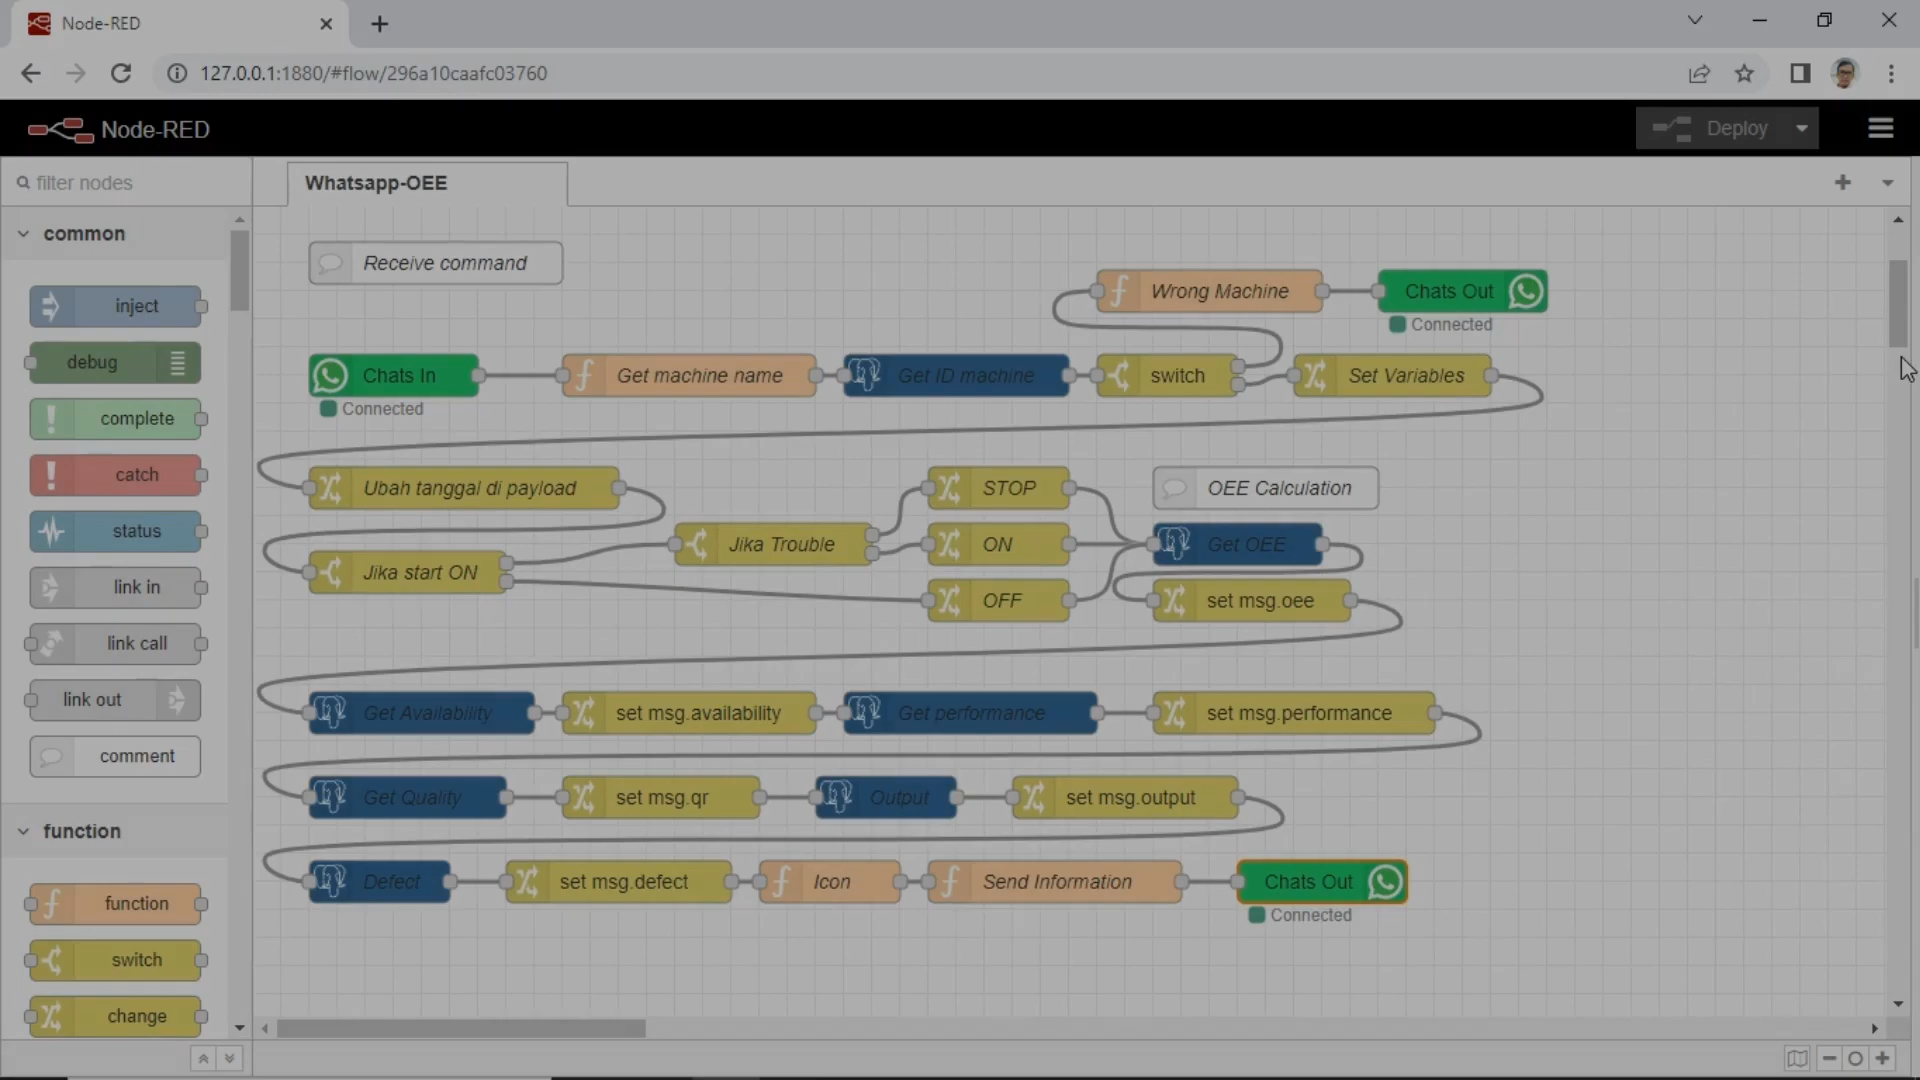 Node-RED
127.0.0.1:1880/#flow/296a10caafc03760
Node-RED
Deploy
filter nodes
Whatsapp-OEE
common
inject
debug
complete
catch
status
link in
link call
link out
comment
function
function
switch
change
Receive command
Wrong Machine
Chats Out
Connected
Chats In
Get machine name
Get ID machine
switch
Set Variables
Connected
Ubah tanggal di payload
STOP
OEE Calculation
Jika Trouble
ON
Get OEE
Jika start ON
OFF
set msg.oee
Get Availability
set msg.availability
Get performance
set msg.performance
Get Quality
set msg.qr
Output
set msg.output
Defect
set msg.defect
Icon
Send Information
Chats Out
Connected